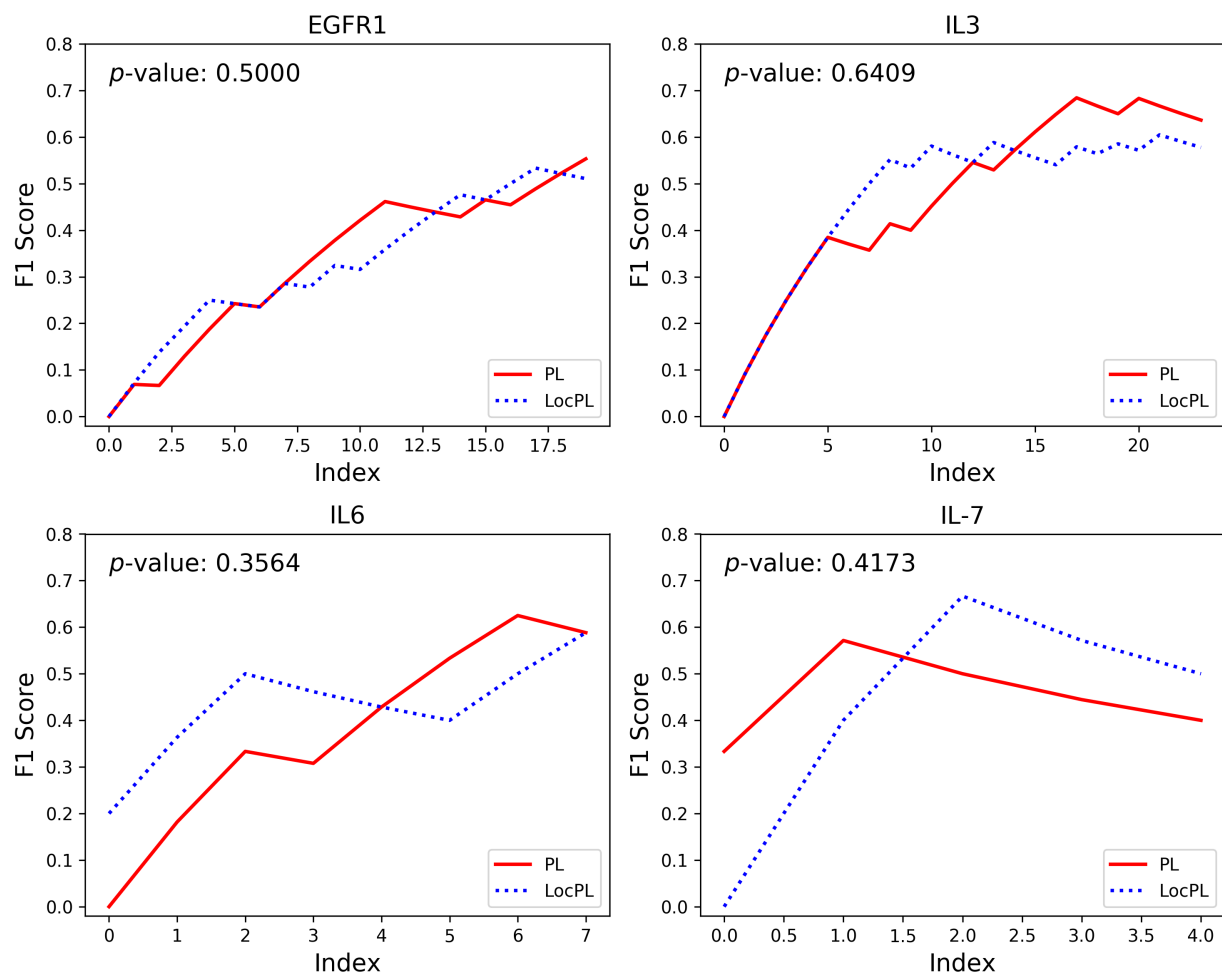 EGFR1
p-value: 0.5000
0.8
0.7
0.6
0.5
0.4
0.3
0.2
0.1
0.0
F1 Score
PL
LocPL
0.0 2.5 5.0 7.5 10.0 12.5 15.0 17.5
Index
IL3
p-value: 0.6409
0.8
0.7
0.6
0.5
0.4
0.3
0.2
0.1
0.0
F1 Score
PL
LocPL
0 5 10 15 20
Index
IL6
p-value: 0.3564
0.8
0.7
0.6
0.5
0.4
0.3
0.2
0.1
0.0
F1 Score
PL
LocPL
0 1 2 3 4 5 6 7
Index
IL-7
p-value: 0.4173
0.8
0.7
0.6
0.5
0.4
0.3
0.2
0.1
0.0
F1 Score
PL
LocPL
0.0 0.5 1.0 1.5 2.0 2.5 3.0 3.5 4.0
Index